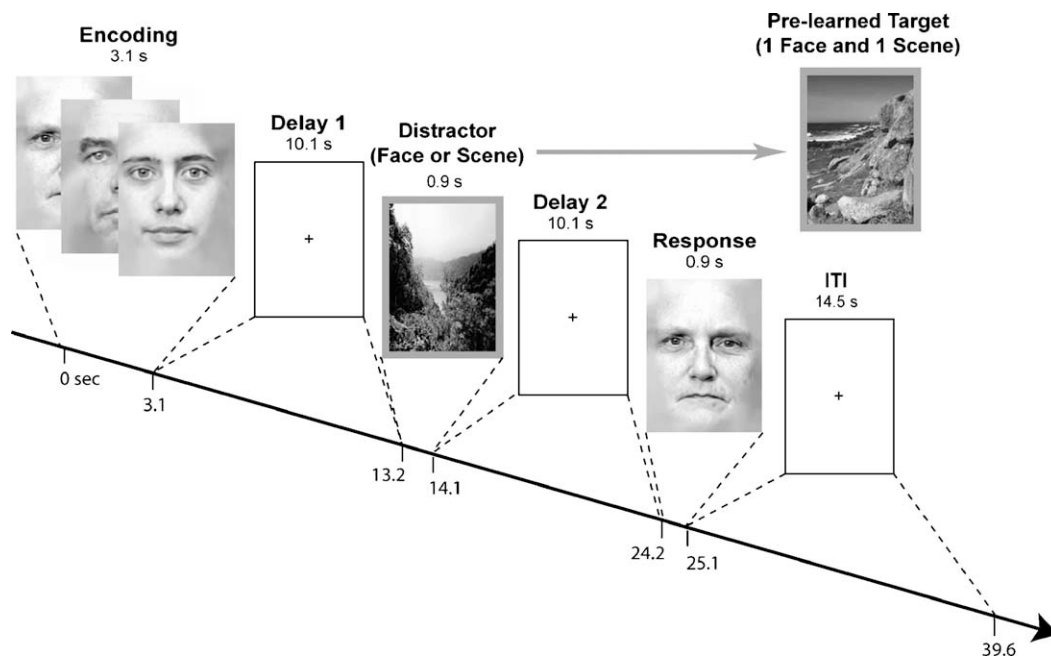 Encoding
3.1 s
Delay 1
10.1 s
Distractor
(Face or Scene)
0.9 s
Pre-learned Target
(1 Face and 1 Scene)
Delay 2
10.1 s
Response
0.9 s
ITI
14.5 s
0 sec
3.1
13.2
14.1
24.2
25.1
39.6